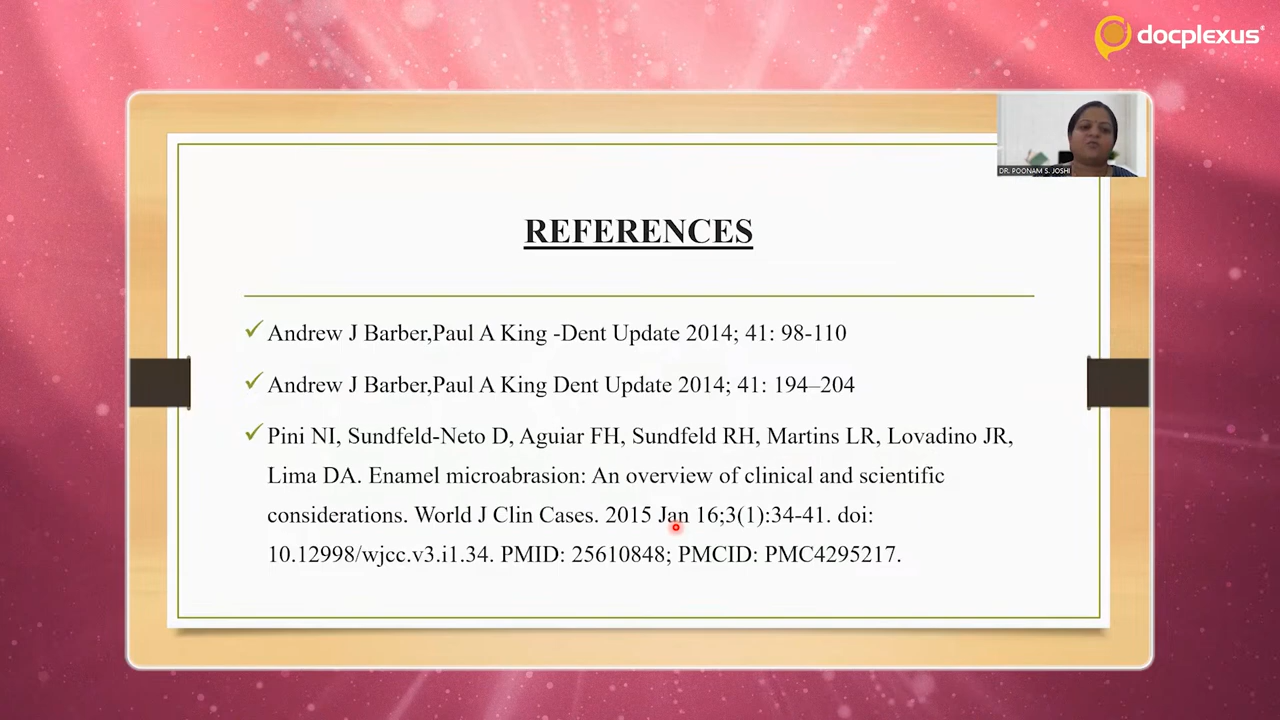 docplexus
DR. POONAM S. JOSHI
REFERENCES
✓ Andrew J Barber,Paul A King -Dent Update 2014; 41: 98-110
✓ Andrew J Barber,Paul A King Dent Update 2014; 41: 194–204
✓ Pini NI, Sundfeld-Neto D, Aguiar FH, Sundfeld RH, Martins LR, Lovadino JR,
Lima DA. Enamel microabrasion: An overview of clinical and scientific
considerations. World J Clin Cases. 2015 Jan 16;3(1):34-41. doi:
10.12998/wjcc.v3.i1.34. PMID: 25610848; PMCID: PMC4295217.